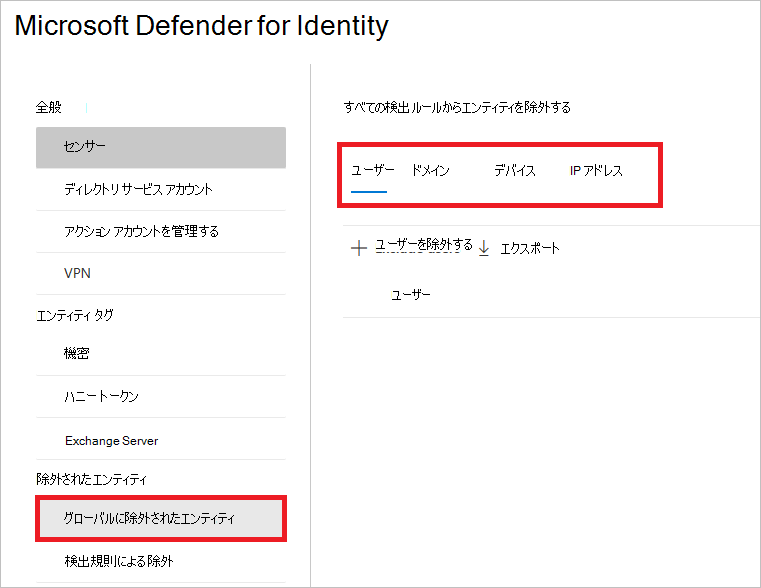 Microsoft Defender for Identity
全般
センサー
ディレクトリ サービス アカウント
アクション アカウントを管理する
VPN
エンティティ タグ
機密
ハニートークン
Exchange Server
除外されたエンティティ
グローバルに除外されたエンティティ
検出規則による除外
すべての検出ルールからエンティティを除外する
ユーザー ドメイン デバイス IP アドレス
ユーザーを除外する エクスポート
ユーザー